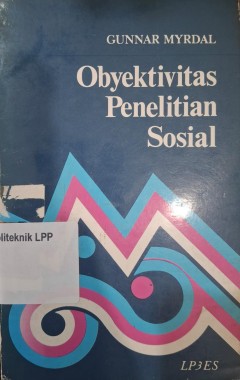 GUNNAR MYRDAL
Obyektivitas
Penelitian
Sosial
liteknik LPP
LP3ES